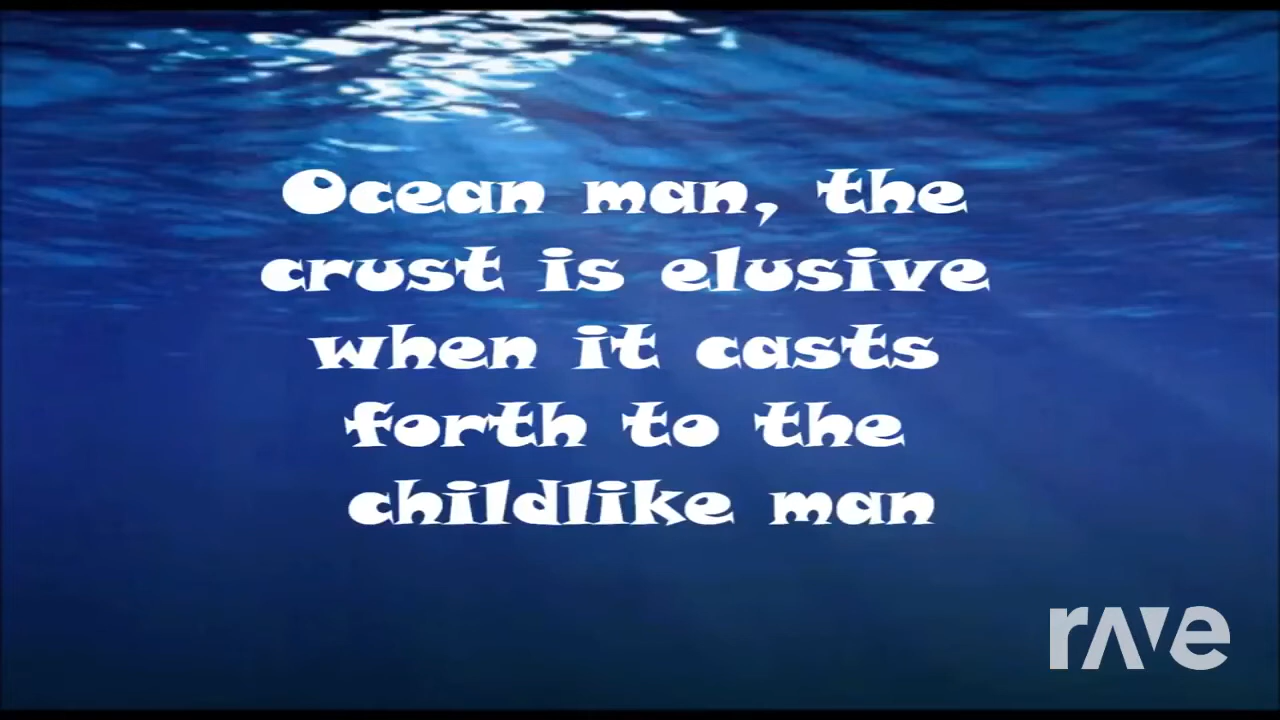 Ocean man, the
crust is elusive
when it casts
forth to the
childlike man
rave